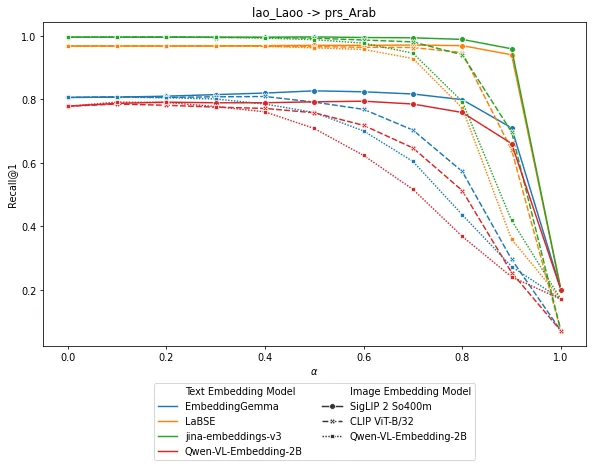 lao_Laoo -> prs_Arab
Recall@1
1.0
0.8
0.6
0.4
0.2
0.0 0.2 0.4 0.6 0.8 1.0
α
Text Embedding Model
EmbeddingGemma
LaBSE
jina-embeddings-v3
Qwen-VL-Embedding-2B
Image Embedding Model
SigLIP 2 So400m
CLIP ViT-B/32
Qwen-VL-Embedding-2B